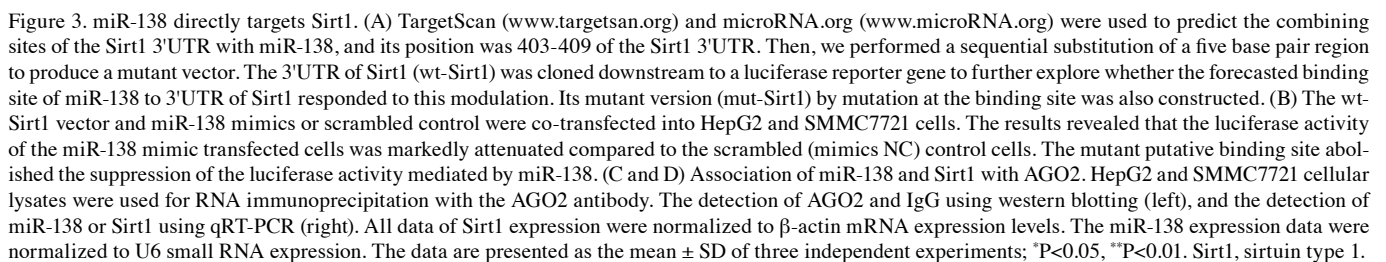 Figure 3. miR-138 directly targets Sirt1. (A) TargetScan (www.targetsan.org) and microRNA.org (www.microRNA.org) were used to predict the combining
sites of the Sirt1 3'UTR with miR-138, and its position was 403-409 of the Sirt1 3'UTR. Then, we performed a sequential substitution of a five base pair region
to produce a mutant vector. The 3'UTR of Sirt1 (wt-Sirt1) was cloned downstream to a luciferase reporter gene to further explore whether the forecasted binding
site of miR-138 to 3'UTR of Sirt1 responded to this modulation. Its mutant version (mut-Sirt1) by mutation at the binding site was also constructed. (B) The wt-
Sirt1 vector and miR-138 mimics or scrambled control were co-transfected into HepG2 and SMMC7721 cells. The results revealed that the luciferase activity
of the miR-138 mimic transfected cells was markedly attenuated compared to the scrambled (mimics NC) control cells. The mutant putative binding site abol-
ished the suppression of the luciferase activity mediated by miR-138. (C and D) Association of miR-138 and Sirt1 with AGO2. HepG2 and SMMC7721 cellular
lysates were used for RNA immunoprecipitation with the AGO2 antibody. The detection of AGO2 and IgG using western blotting (left), and the detection of
miR-138 or Sirt1 using qRT-PCR (right). All data of Sirt1 expression were normalized to β-actin mRNA expression levels. The miR-138 expression data were
normalized to U6 small RNA expression. The data are presented as the mean ± SD of three independent experiments; *P<0.05, **P<0.01. Sirt1, sirtuin type 1.